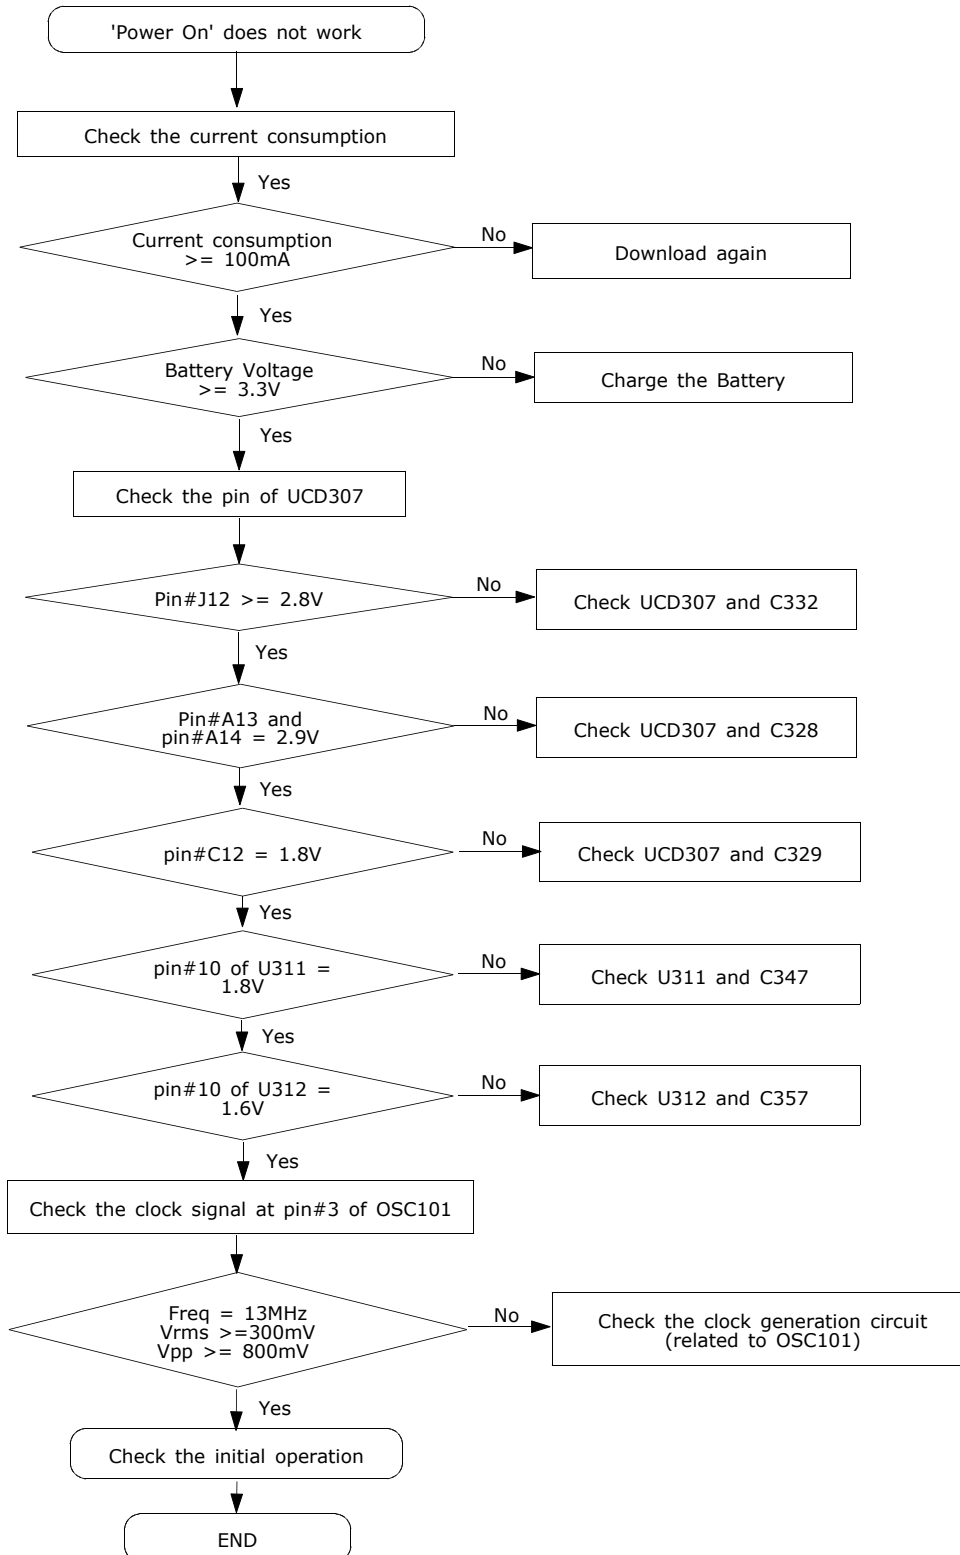 'Power On' does not work
Check the current consumption
Yes
Current consumption
>= 100mA
No
Download again
Yes
Battery Voltage
>= 3.3V
No
Charge the Battery
Yes
Check the pin of UCD307
Pin#J12 >= 2.8V
No
Check UCD307 and C332
Yes
Pin#A13 and
pin#A14 = 2.9V
No
Check UCD307 and C328
Yes
pin#C12 = 1.8V
No
Check UCD307 and C329
Yes
pin#10 of U311 =
1.8V
No
Check U311 and C347
Yes
pin#10 of U312 =
1.6V
No
Check U312 and C357
Yes
Check the clock signal at pin#3 of OSC101
Freq = 13MHz
Vrms >=300mV
Vpp >= 800mV
No
Check the clock generation circuit
(related to OSC101)
Yes
Check the initial operation
END